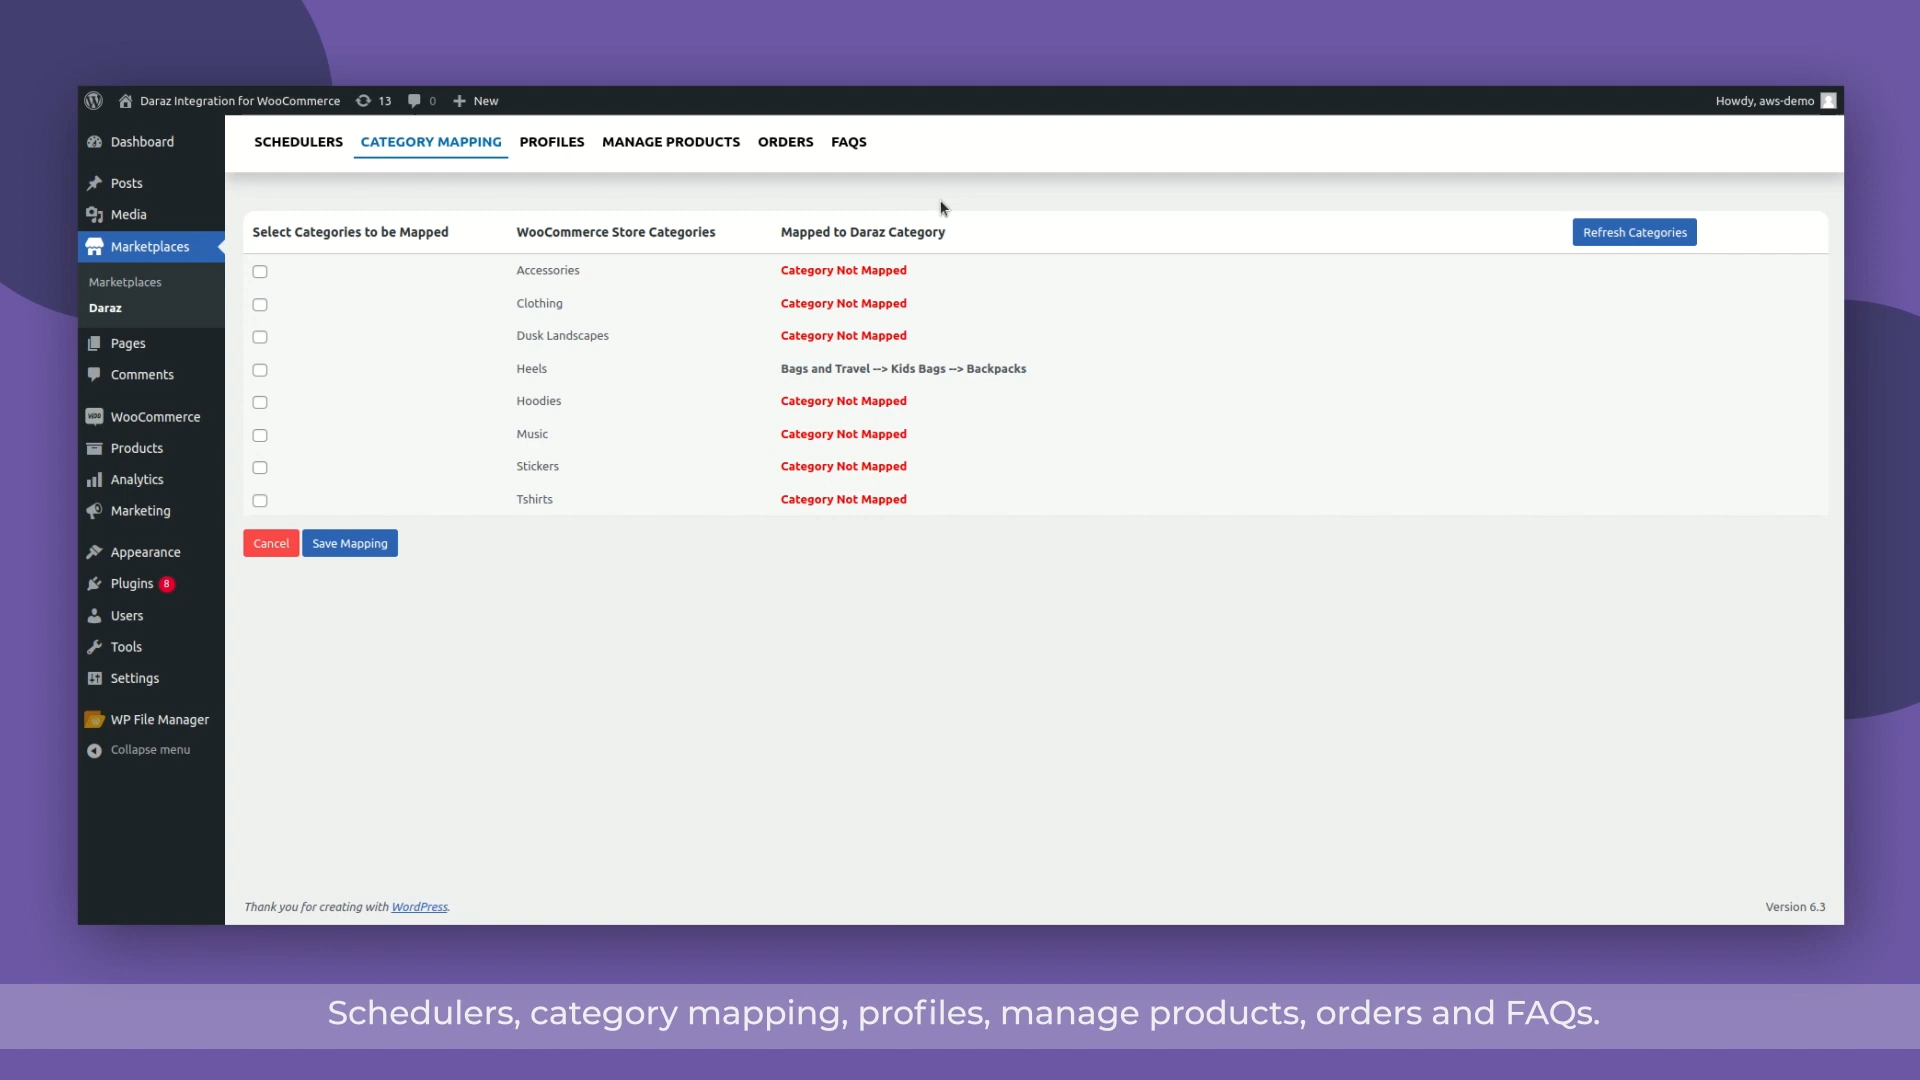 Daraz Integration for WooCommerce 13 0 New Howdy, aws-demo
Dashboard
Posts
Media
Marketplaces
Marketplaces
Daraz
Pages
Comments
WooCommerce
Products
Analytics
Marketing
Appearance
Plugins 8
Users
Tools
Settings
WP File Manager
Collapse menu
SCHEDULERS CATEGORY MAPPING PROFILES MANAGE PRODUCTS ORDERS FAQS
Select Categories to be Mapped WooCommerce Store Categories Mapped to Daraz Category Refresh Categories
Accessories Category Not Mapped
Clothing Category Not Mapped
Dusk Landscapes Category Not Mapped
Heels Bags and Travel --> Kids Bags --> Backpacks
Hoodies Category Not Mapped
Music Category Not Mapped
Stickers Category Not Mapped
Tshirts Category Not Mapped
Cancel Save Mapping
Thank you for creating with WordPress. Version 6.3
Schedulers, category mapping, profiles, manage products, orders and FAQs.